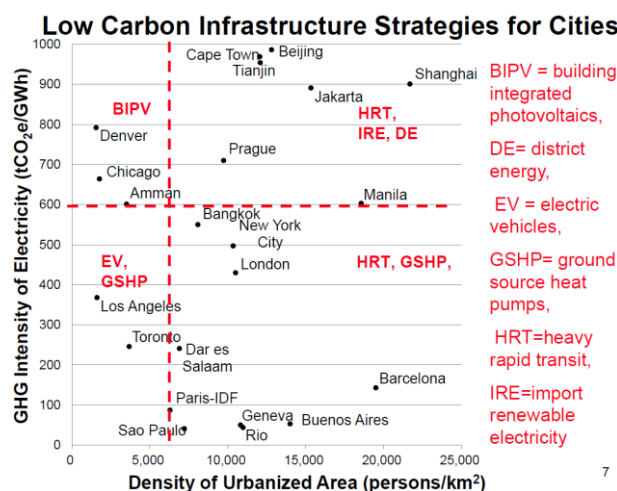 Low Carbon Infrastructure Strategies for Cities
GHG Intensity of Electricity (tCO₂e/GWh)
1000
900
800
700
600
500
400
300
200
100
0
Cape Town
Beijing
Tianjin
Shanghai
Jakarta
BIPV
HRT,
IRE, DE
Denver
Prague
Chicago
Amman
Manila
Bangkok
New York
City
EV,
GSHP
London
HRT, GSHP,
Los Angeles
Toronto
Dar es
Salaam
Barcelona
Paris-IDF
Sao Paulo
Geneva
Rio
Buenos Aires
0
5,000
10,000
15,000
20,000
25,000
Density of Urbanized Area (persons/km²)
BIPV = building
integrated
photovoltaics,
DE= district
energy,
EV = electric
vehicles,
GSHP= ground
source heat
pumps,
HRT=heavy
rapid transit,
IRE=import
renewable
electricity
7